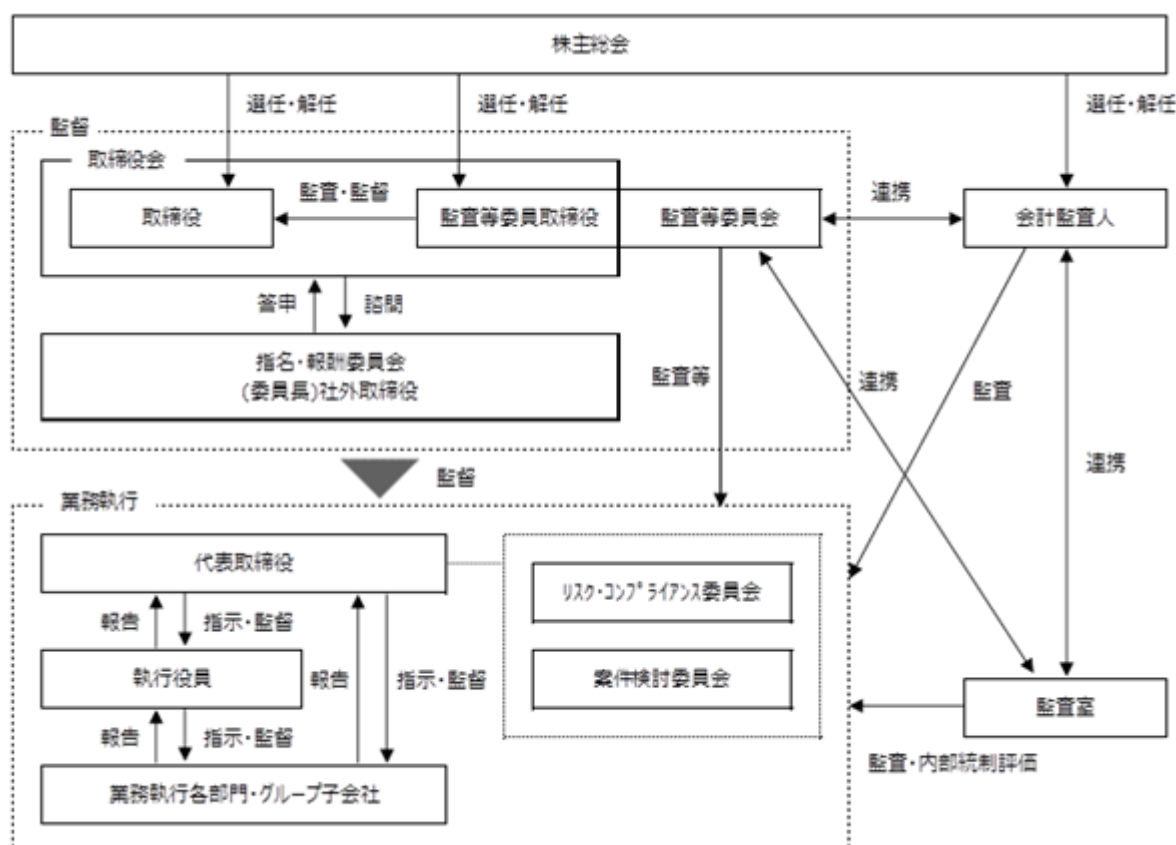 株主総会
選任・解任
選任・解任
選任・解任
監督
取締役会
取締役
監査・監督
監査等委員取締役
監査等委員会
連携
会計監査人
答申
諮問
指名・報酬委員会
(委員長)社外取締役
監査等
連携
監査
連携
監督
業務執行
代表取締役
リスク・コンプライアンス委員会
報告
指示・監督
執行役員
報告
指示・監督
案件検討委員会
監査室
報告
指示・監督
監査・内部統制評価
業務執行各部門・グループ子会社